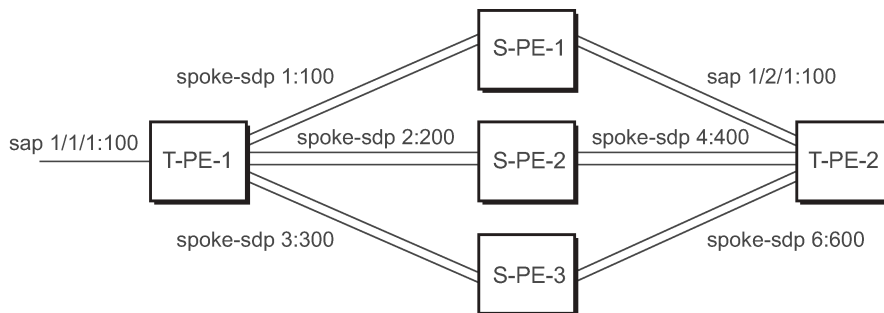 S-PE-1
spoke-sdp 1:100
sap 1/2/1:100
sap 1/1/1:100
T-PE-1
spoke-sdp 2:200
S-PE-2
spoke-sdp 4:400
T-PE-2
spoke-sdp 3:300
S-PE-3
spoke-sdp 6:600